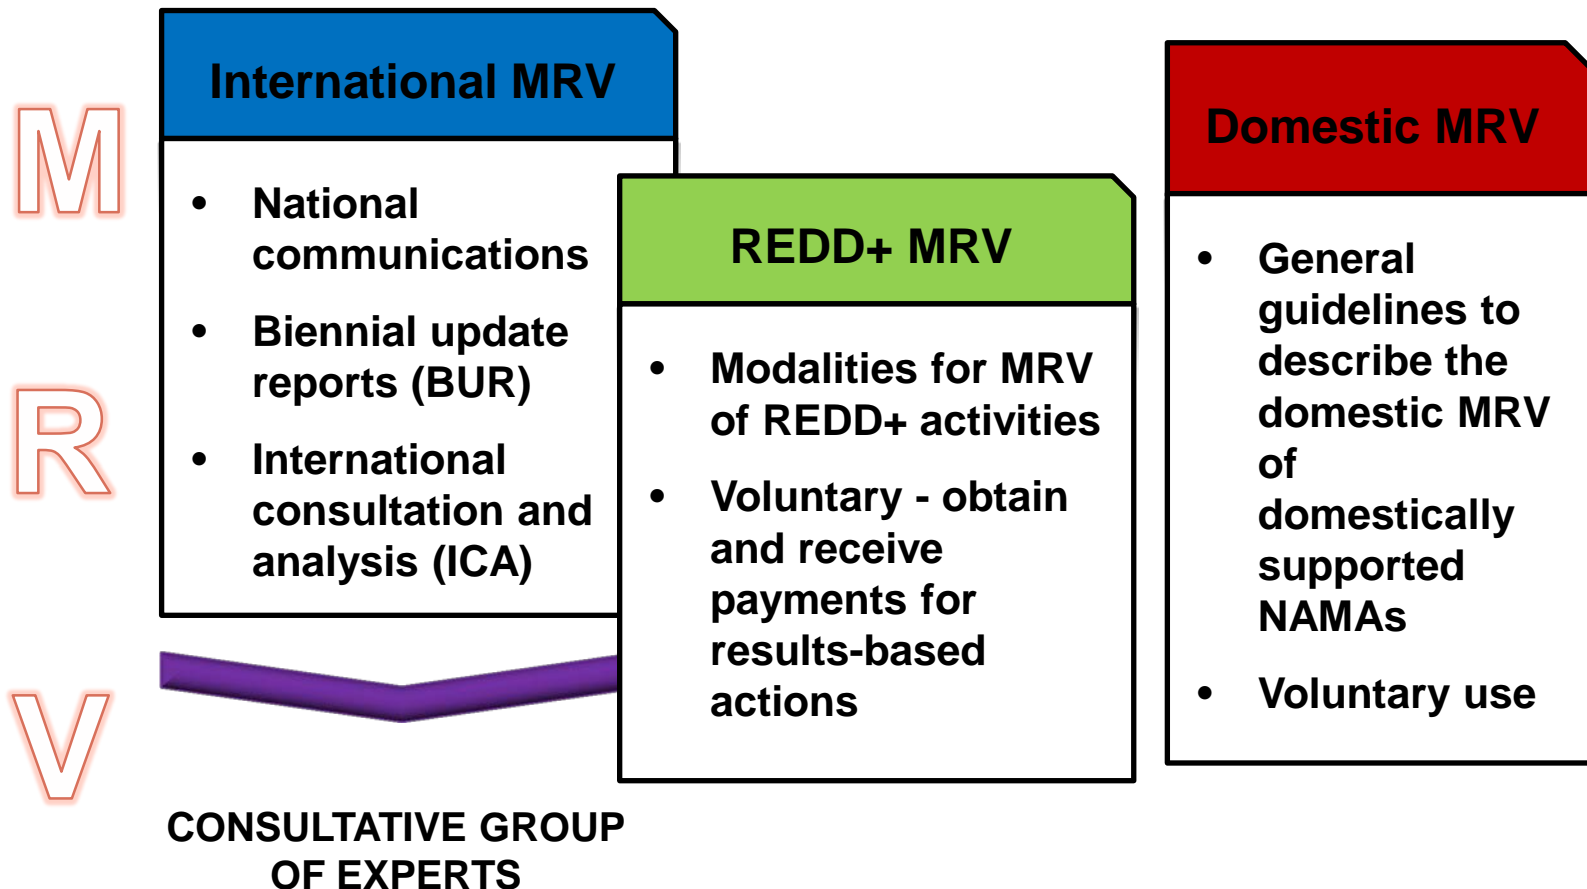 M
R
V
International MRV
• National
communications
• Biennial update
reports (BUR)
• International
consultation and
analysis (ICA)
CONSULTATIVE GROUP
OF EXPERTS
REDD+ MRV
• Modalities for MRV
of REDD+ activities
• Voluntary - obtain
and receive
payments for
results-based
actions
Domestic MRV
• General
guidelines to
describe the
domestic MRV
of
domestically
supported
NAMAs
• Voluntary use